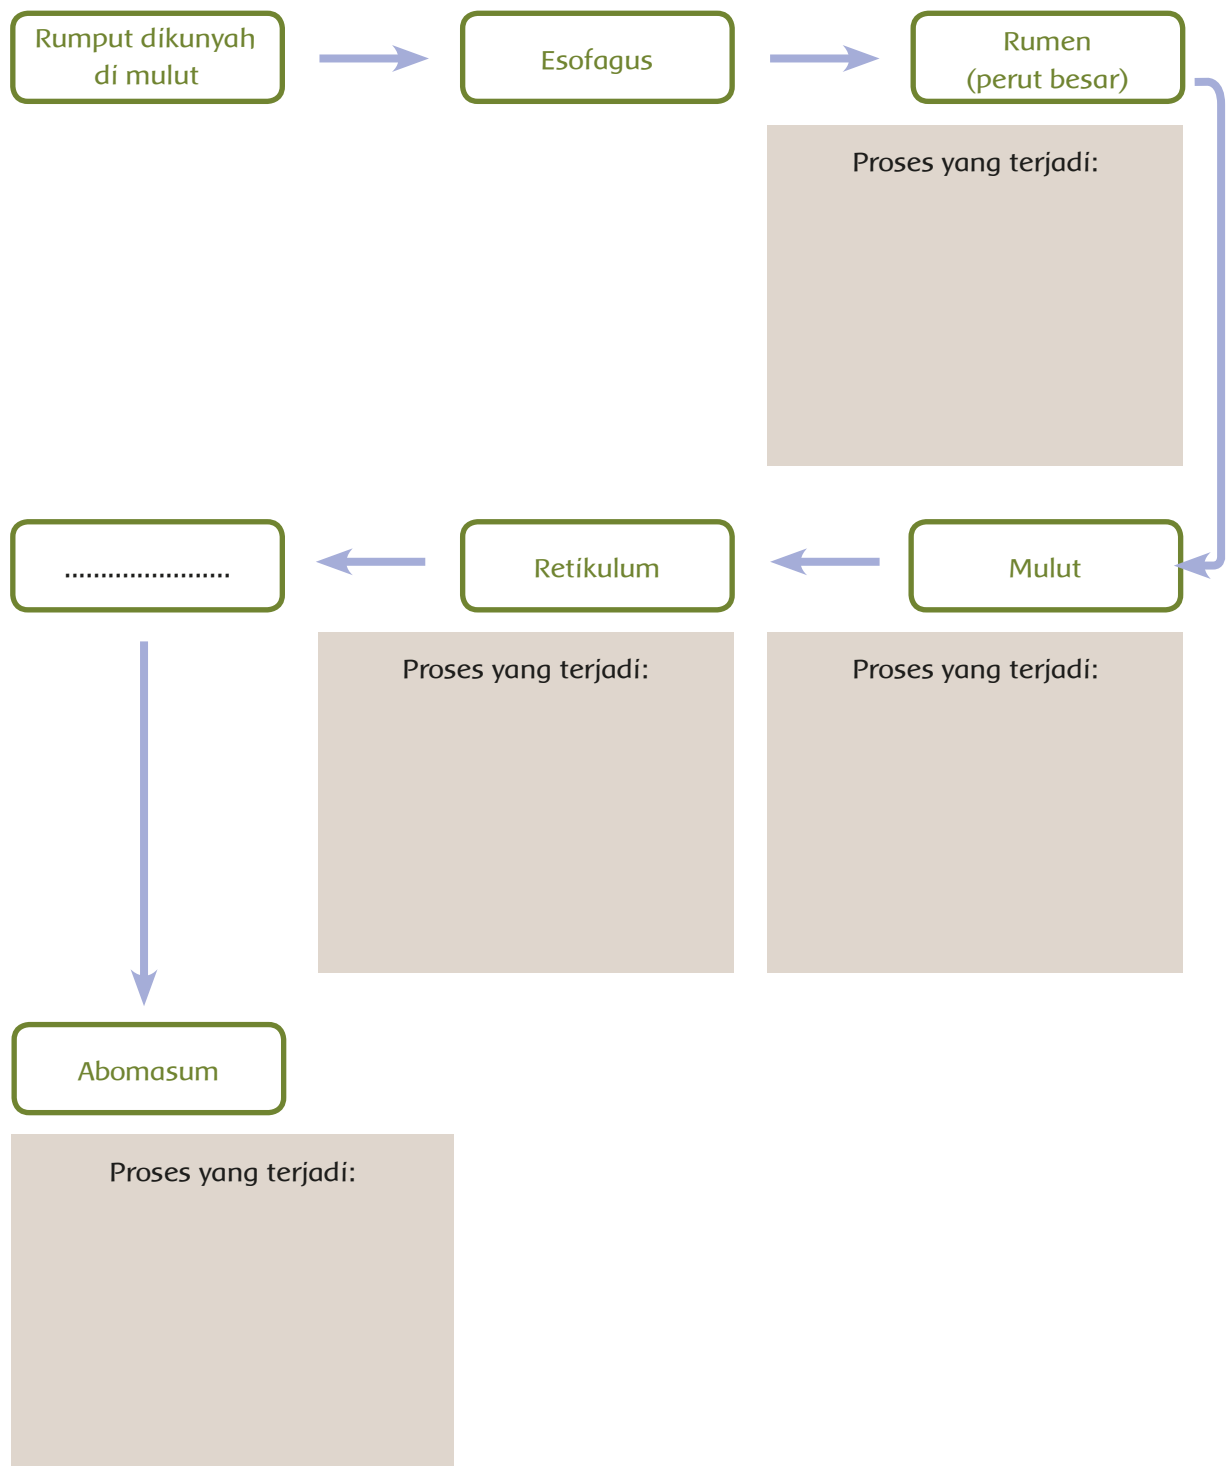 Rumput dikunyah
di mulut
Esofagus
Rumen
(perut besar)
Proses yang terjadi:
.......................
Retikulum
Mulut
Proses yang terjadi:
Proses yang terjadi:
Abomasum
Proses yang terjadi: